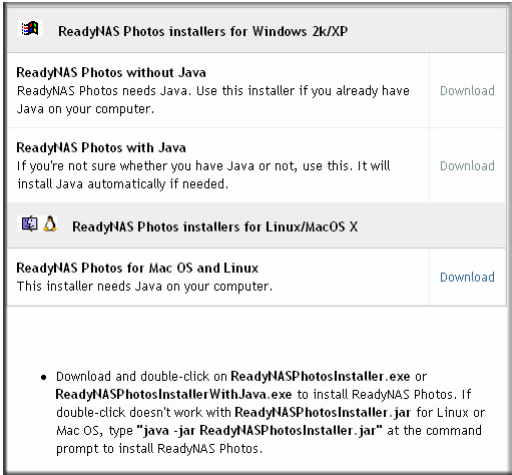 ReadyNAS Photos installers for Windows 2k/XP
ReadyNAS Photos without Java
ReadyNAS Photos needs Java. Use this installer if you already have
Java on your computer.
Download
ReadyNAS Photos with Java
If you're not sure whether you have Java or not, use this. It will
install Java automatically if needed.
Download
ReadyNAS Photos installers for Linux/MacOS X
ReadyNAS Photos for Mac OS and Linux
This installer needs Java on your computer.
Download
• Download and double-click on ReadyNASPhotosInstaller.exe or
ReadyNASPhotosInstallerWithJava.exe to install ReadyNAS Photos. If
double-click doesn't work with ReadyNASPhotosInstaller.jar for Linux or
Mac OS, type "java -jar ReadyNASPhotosInstaller.jar" at the command
prompt to install ReadyNAS Photos.